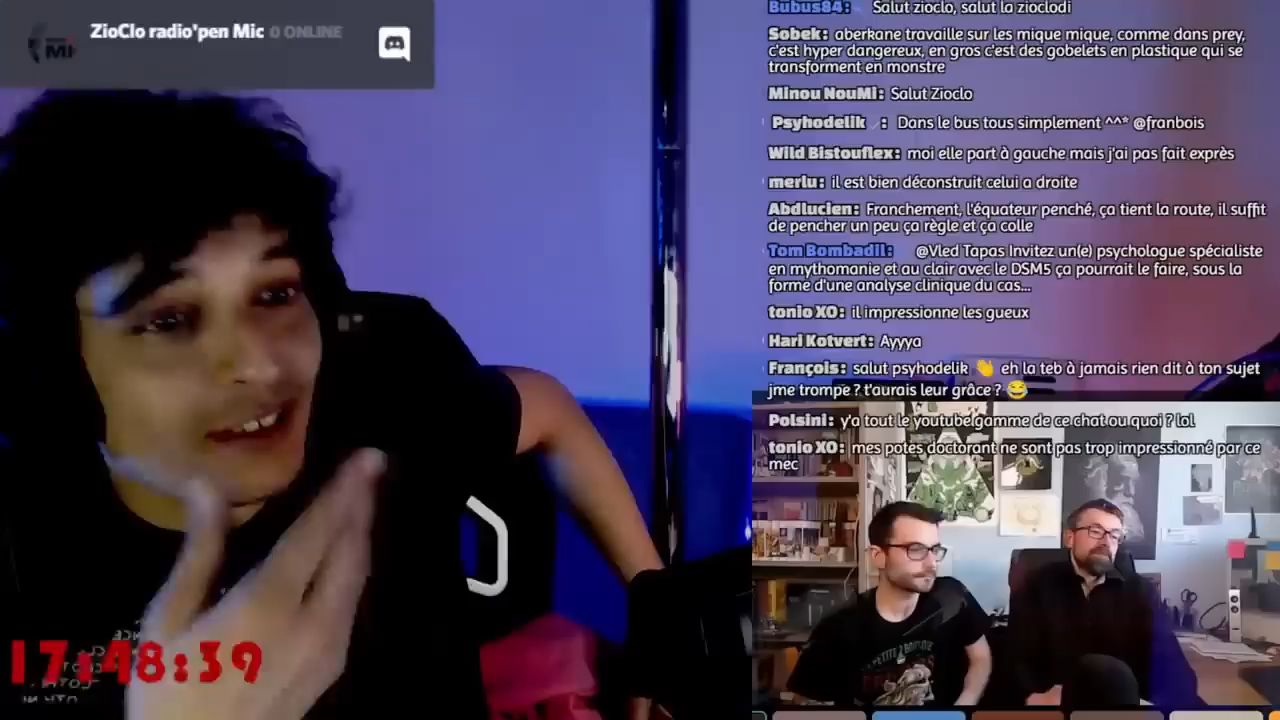 ZioClo radio'pen Mic 0 ONLINE
MI
Bubus84: Salut zioclo, salut la zioclodi
Sobek: aberkane travaille sur les mique mique, comme dans prey,
c'est hyper dangereux, en gros c'est des gobelets en plastique qui se
transforment en monstre
Minou NouMi: Salut Zioclo
Psyhodelik : Dans le bus tous simplement ^^* @franbois
Wild Bistouflex: moi elle part à gauche mais j'ai pas fait exprès
merlu: il est bien déconstruit celui a droite
Abdlucien: Franchement, l'équateur penché, ça tient la route, il suffit
de pencher un peu ça règle et ça colle
Tom Bombadil: @Vled Tapas Invitez un(e) psychologue spécialiste
en mythomanie et au clair avec le DSM5 ça pourrait le faire, sous la
forme d'une analyse clinique du cas...
tonio XO: il impressionne les gueux
Hari Kotvert: Ayyya
François: salut psyhodelik 👋 eh la teb à jamais rien dit à ton sujet
jme trompe ? t'aurais leur grâce ? 😂
Polsini: y'a tout le youtube gamme de ce chat ou quoi ? lol
tonio XO: mes potes doctorant ne sont pas trop impressionné par ce
mec
17:48:39